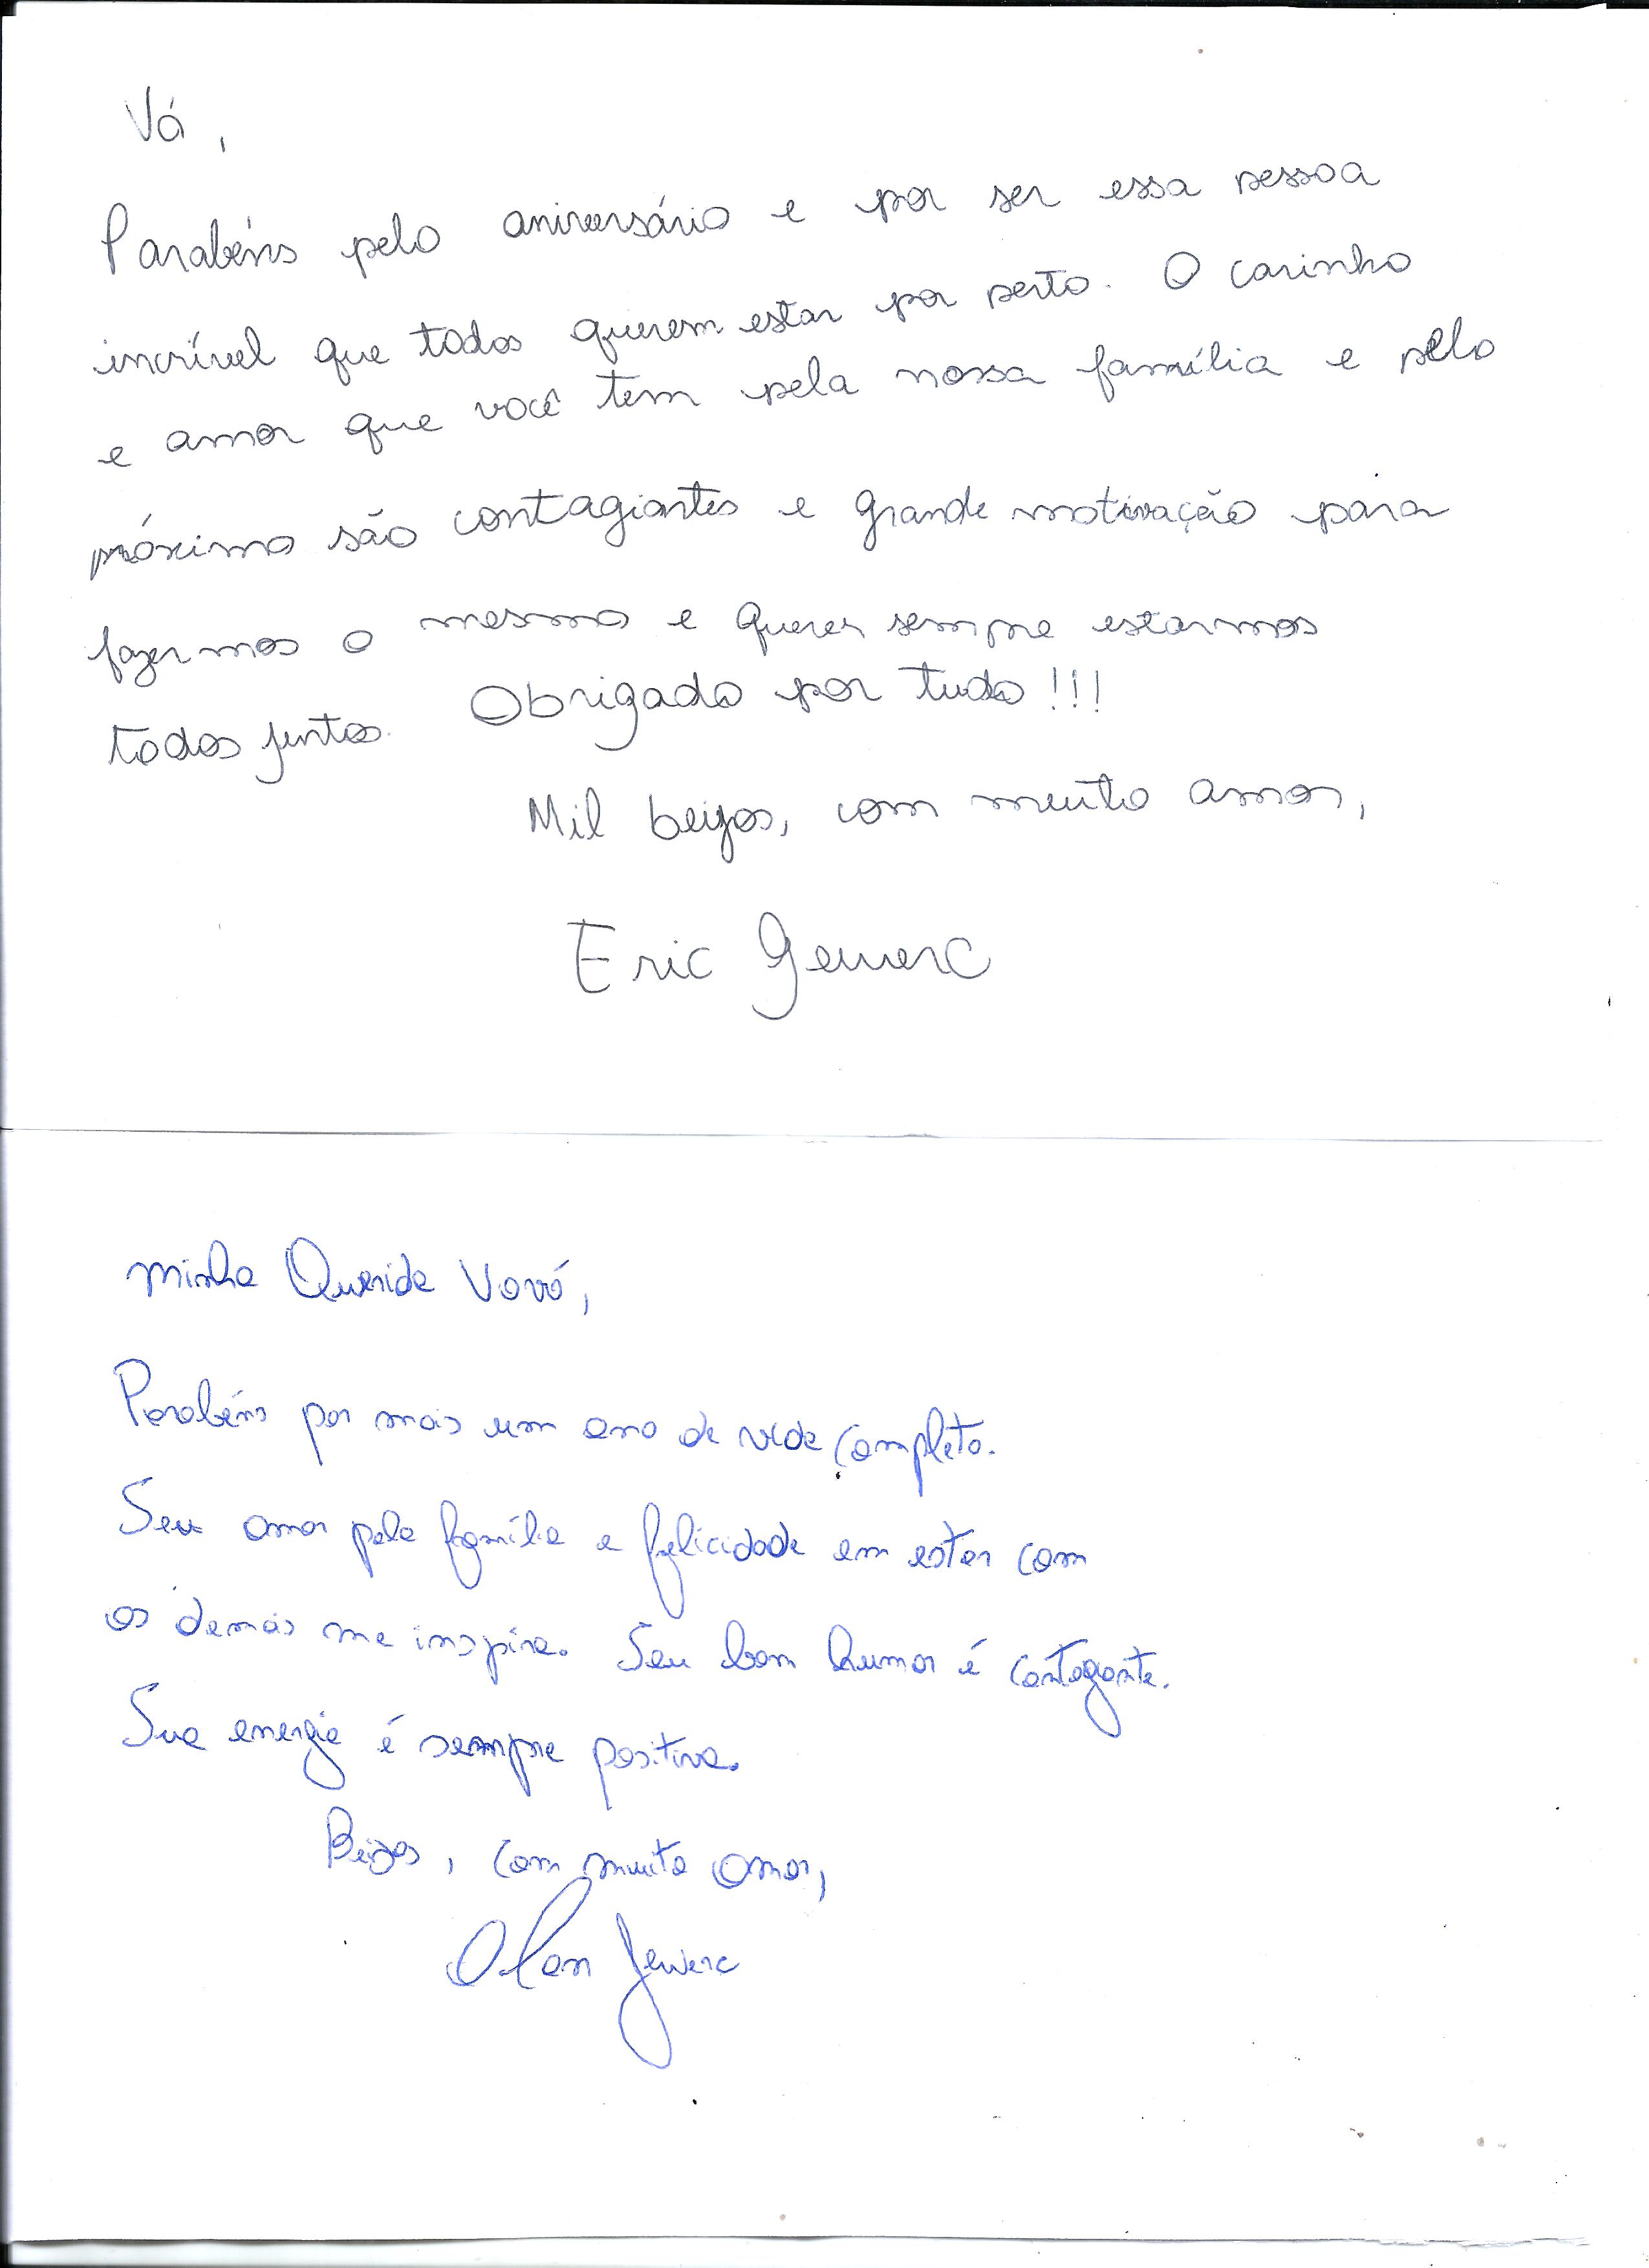 Vó,
Parabéns pelo aniversário e por ser essa pessoa
incrível que todos querem estar por perto. O carinho
e amor que você tem pela nossa família e pelo
próximo são contagiantes e grande motivação para
fazermos o mesmo e querer sempre estarmos
todos juntos. Obrigado por tudo!!!
Mil beijos, com muito amor,
Eric Gewerc
Minha Querida Vovó,
Parabéns por mais um ano de vida completo.
Seu amor pela família e felicidade em estar com
os demais me inspira. Seu bom humor é contagiante.
Sua energia é sempre positiva.
Beijos, com muito amor,
Alan Gewerc